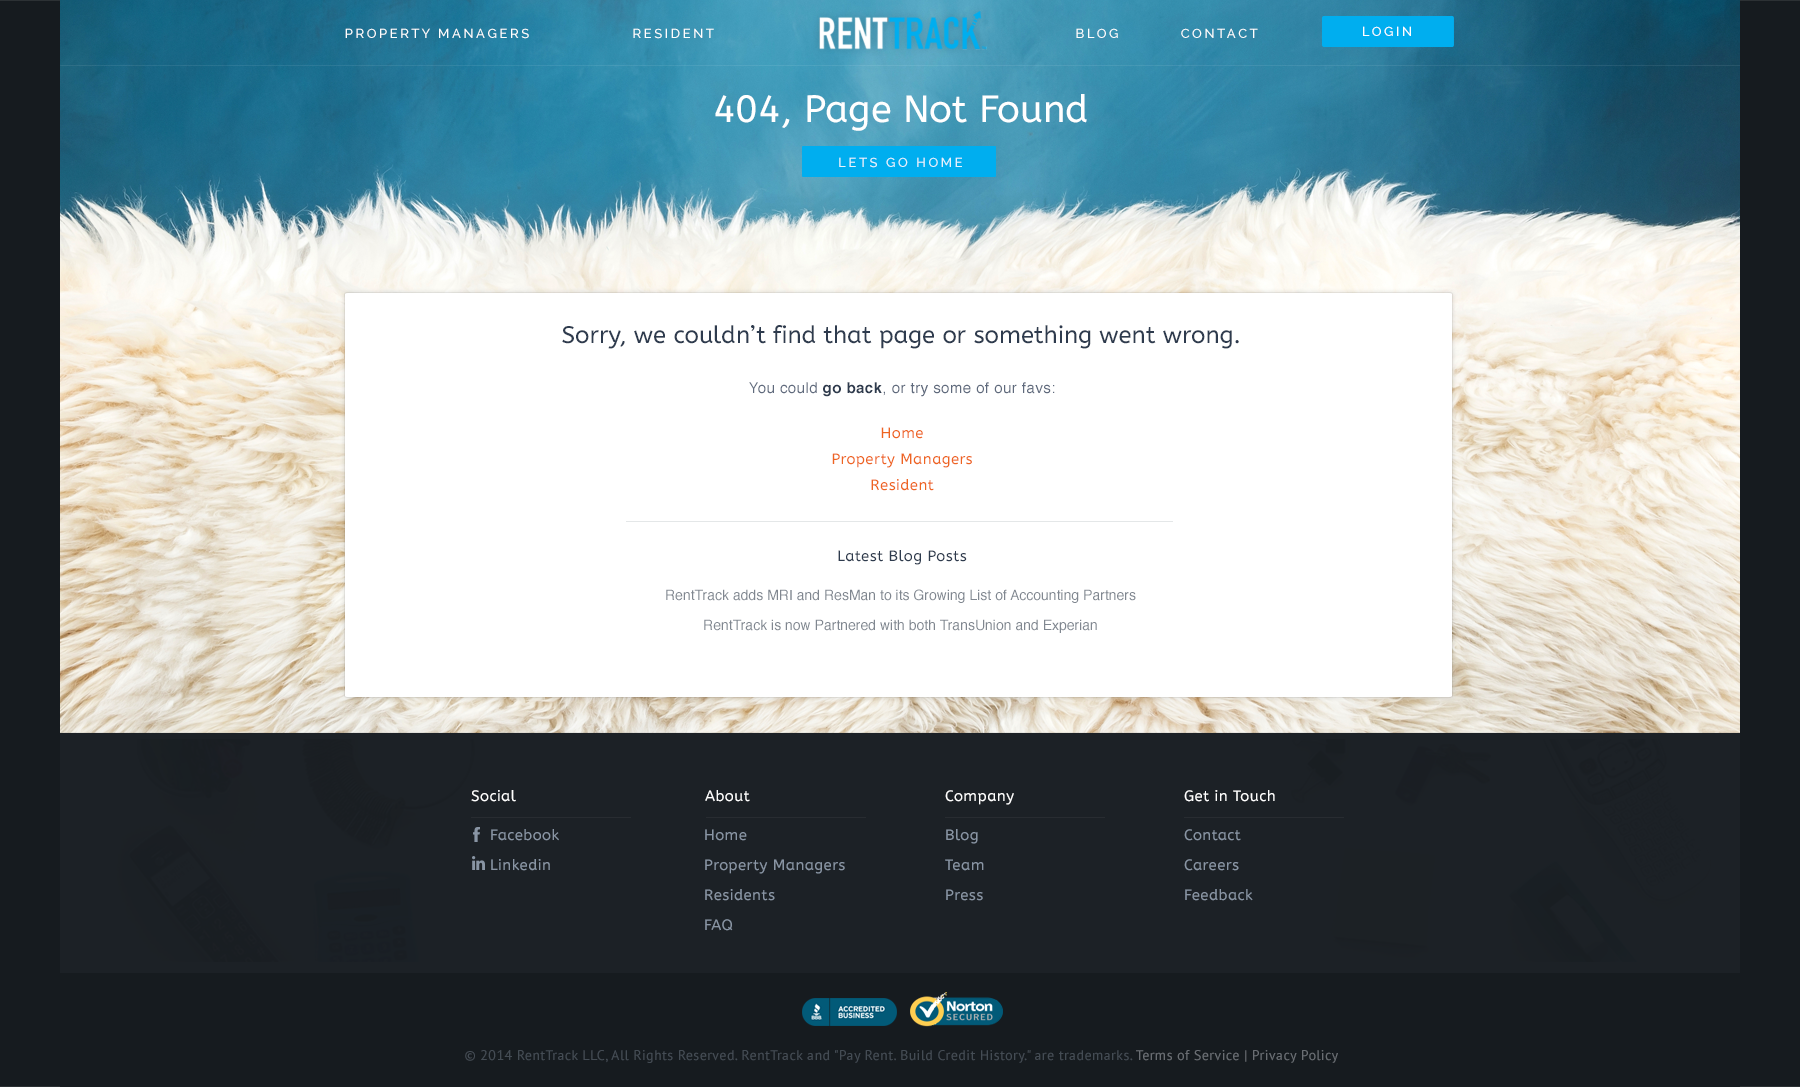 PROPERTY MANAGERS
RESIDENT
RENTTRACK
BLOG
CONTACT
LOGIN
404, Page Not Found
LETS GO HOME
Sorry, we couldn’t find that page or something went wrong.
You could go back, or try some of our favs:
Home
Property Managers
Resident
Latest Blog Posts
RentTrack adds MRI and ResMan to its Growing List of Accounting Partners
RentTrack is now Partnered with both TransUnion and Experian
Social
Facebook
Linkedin
About
Home
Property Managers
Residents
FAQ
Company
Blog
Team
Press
Get in Touch
Contact
Careers
Feedback
ACCREDITED
BUSINESS
Norton
SECURED
© 2014 RentTrack LLC, All Rights Reserved. RentTrack and "Pay Rent. Build Credit History." are trademarks. Terms of Service | Privacy Policy